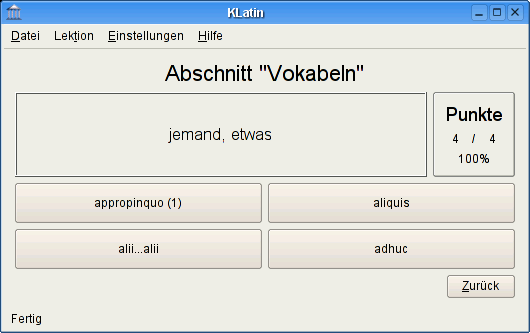 KLatin
Datei Lektion Einstellungen Hilfe
Abschnitt "Vokabeln"
jemand, etwas
Punkte
4 / 4
100%
appropinquo (1)
aliquis
alii...alii
adhuc
Zurück
Fertig